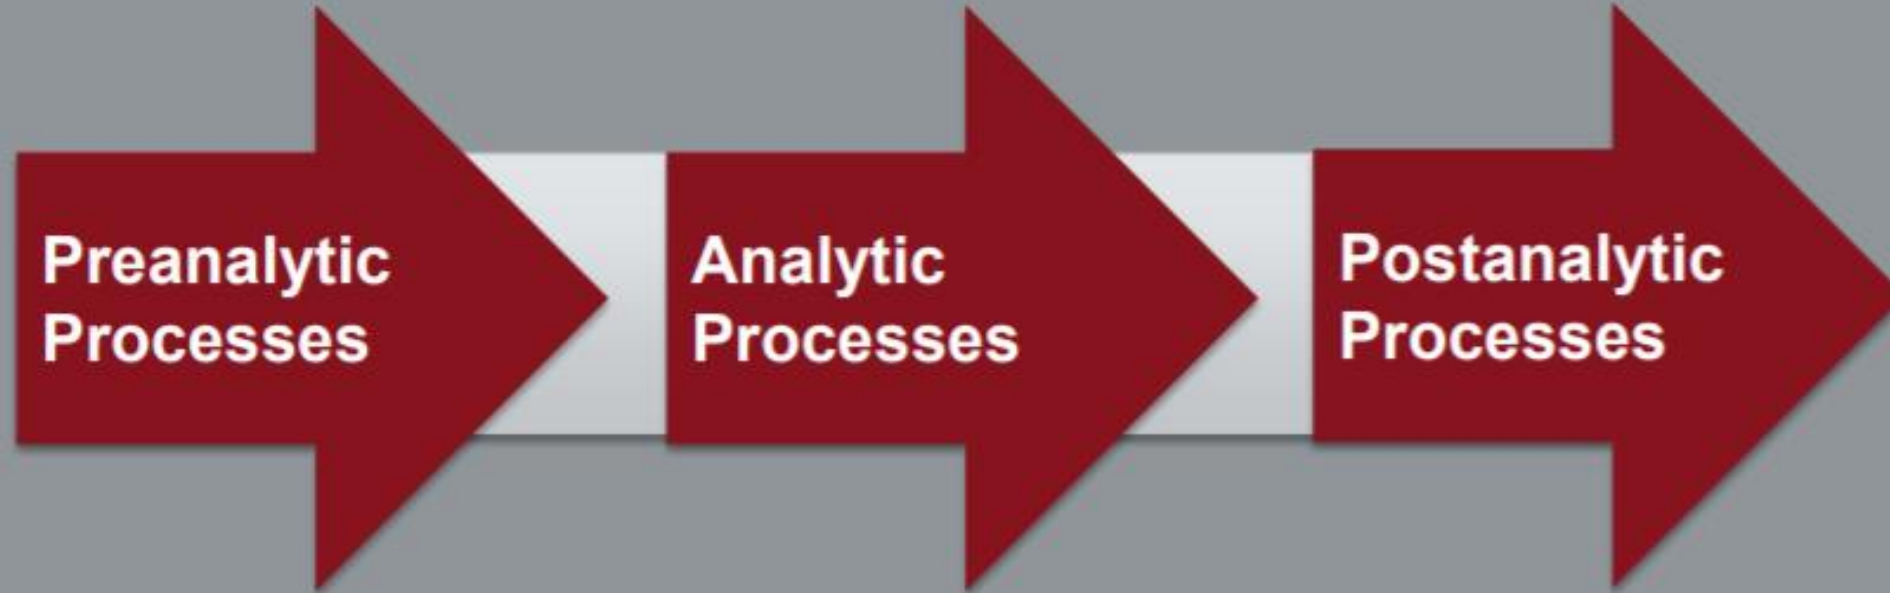 Preanalytic
Processes
Analytic
Processes
Postanalytic
Processes